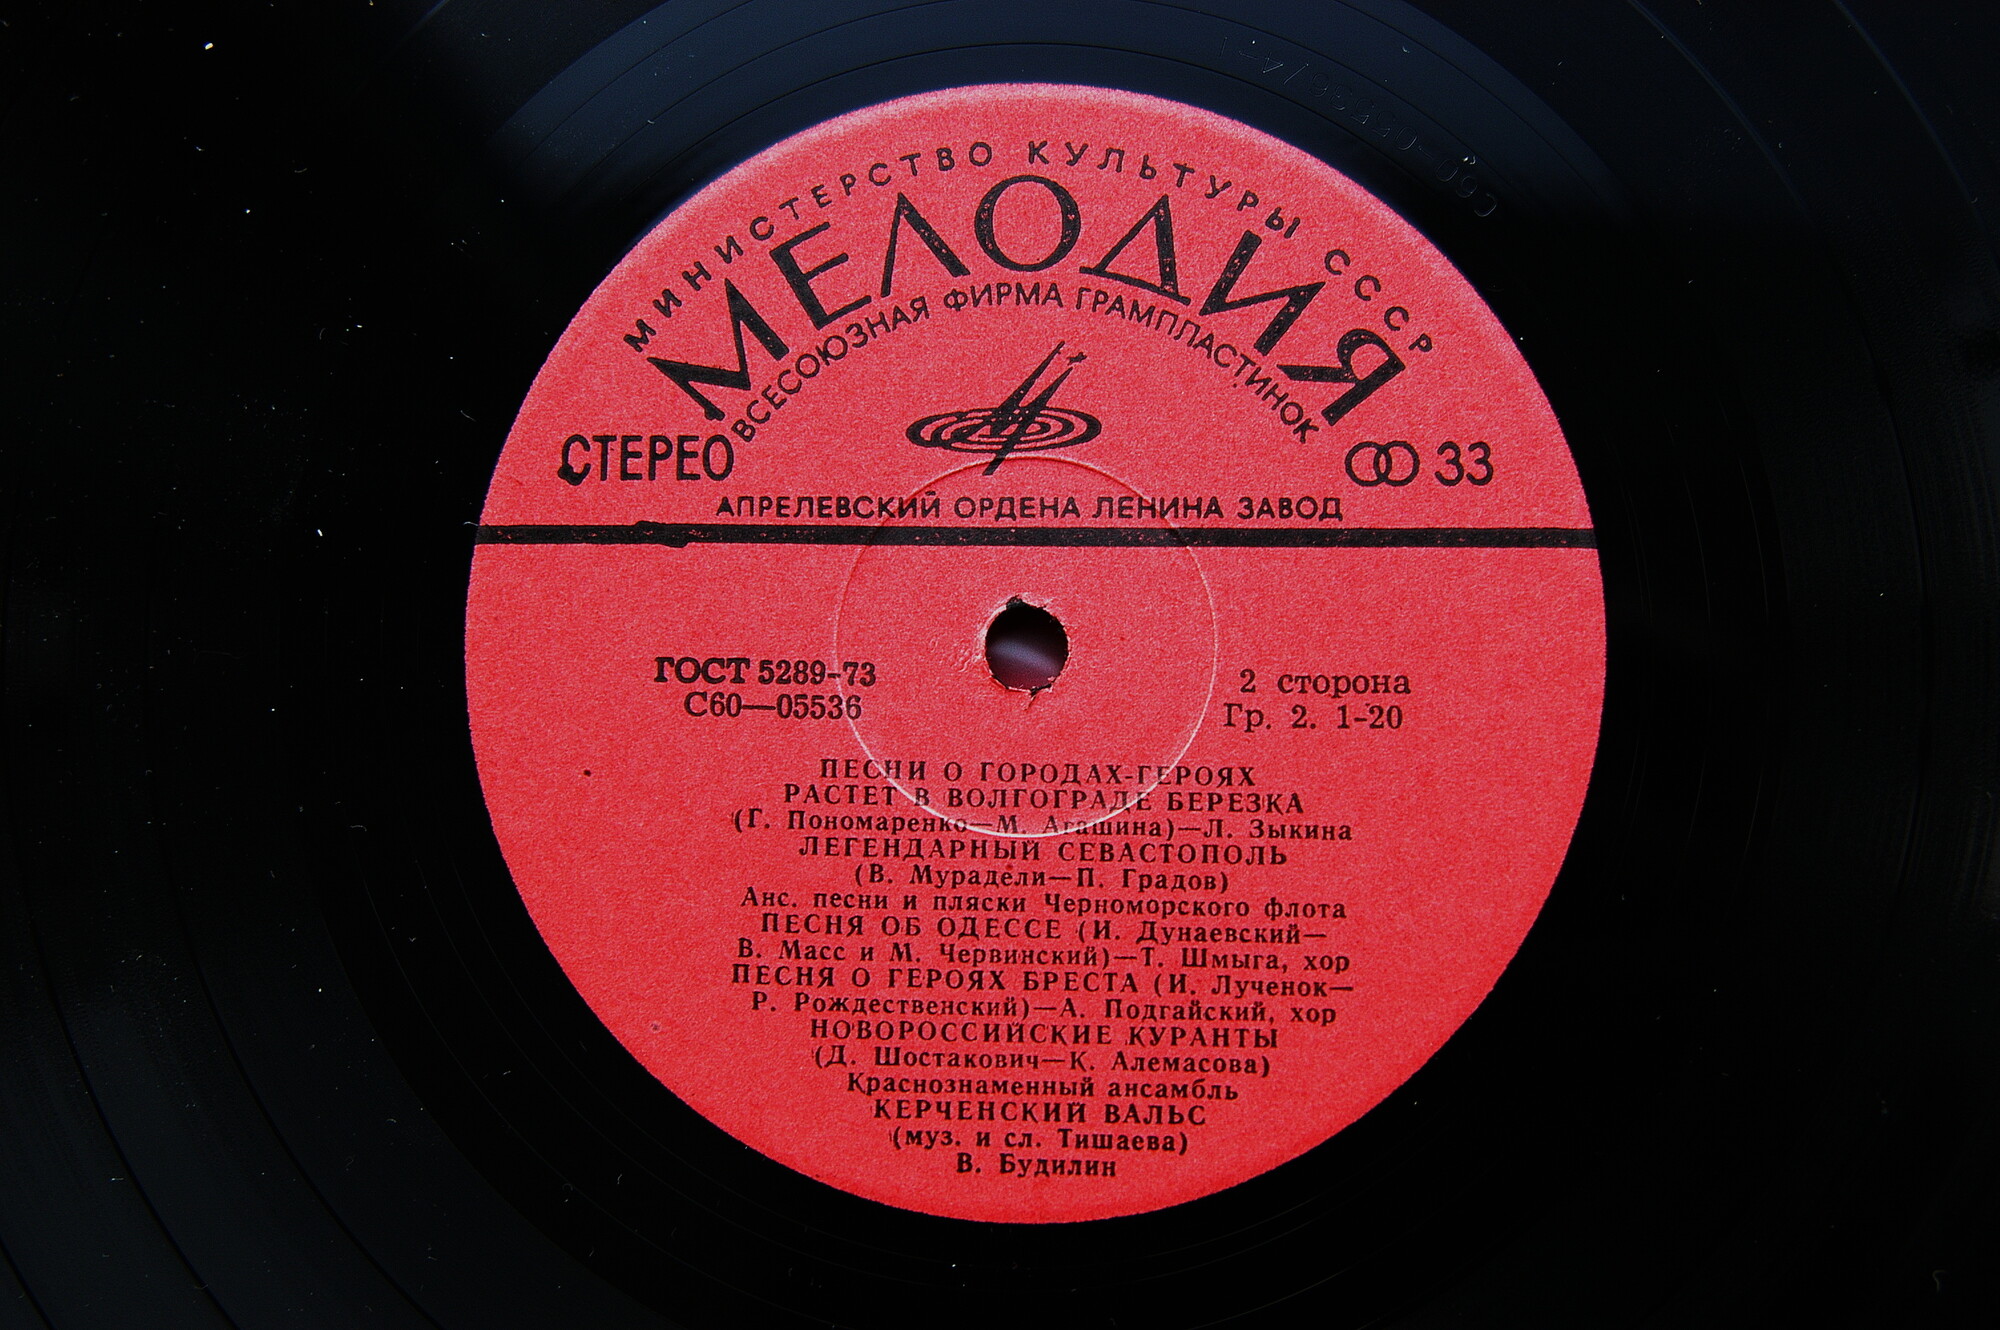 МИНИСТЕРСТВО КУЛЬТУРЫ СССР
МЕЛОДИЯ
ВСЕСОЮЗНАЯ ФИРМА ГРАМПЛАСТИНОК
СТЕРЕО
33
АПРЕЛЕВСКИЙ ОРДЕНА ЛЕНИНА ЗАВОД
ГОСТ 5289-73
С60—05536
2 сторона
Гр. 2. 1-20
ПЕСНИ О ГОРОДАХ-ГЕРОЯХ
РАСТЕТ В ВОЛГОГРАДЕ БЕРЕЗКА
(Г. Пономаренко—М. Агашина)—Л. Зыкина
ЛЕГЕНДАРНЫЙ СЕВАСТОПОЛЬ
(В. Мурадели—П. Градов)
Анс. песни и пляски Черноморского флота
ПЕСНЯ ОБ ОДЕССЕ (И. Дунаевский—
В. Масс и М. Червинский)—Т. Шмыга, хор
ПЕСНЯ О ГЕРОЯХ БРЕСТА (И. Лученок—
Р. Рождественский)—А. Подгайский, хор
НОВОРОССИЙСКИЕ КУРАНТЫ
(Д. Шостакович—К. Алемасова)
Краснознаменный ансамбль
КЕРЧЕНСКИЙ ВАЛЬС
(муз. и сл. Тишаева)
В. Будилин